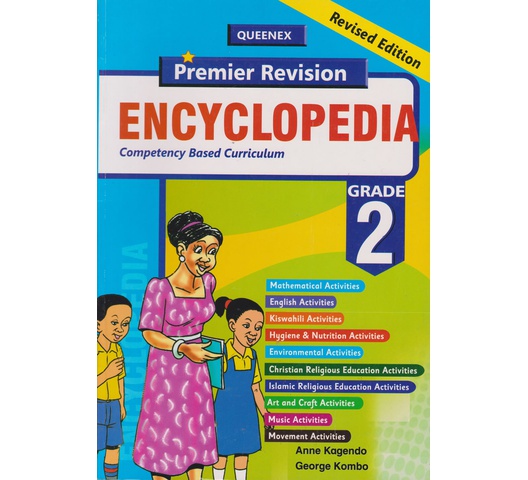 QUEENEX
Revised Edition
Premier Revision
ENCYCLOPEDIA
Competency Based Curriculum
GRADE
2
Mathematical Activities
English Activities
Kiswahili Activities
Hygiene & Nutrition Activities
Environmental Activities
Christian Religious Education Activities
Islamic Religious Education Activities
Art and Craft Activities
Music Activities
Movement Activities
Anne Kagendo
George Kombo
ENCYCLOPEDIA